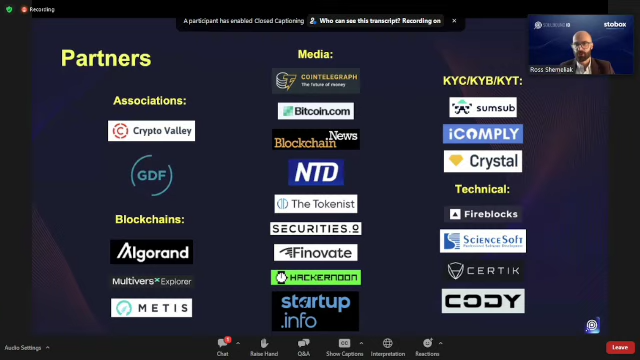 Recording
A participant has enabled Closed Captioning
Who can see this transcript? Recording on
stobox
Ross Shemeliak
Partners
Associations:
Crypto Valley
GDF
Blockchains:
Algorand
MultiversX Explorer
METIS
Media:
COINTELEGRAPH
The future of money
Bitcoin.com
Blockchain.News
NTD
The Tokenist
SECURITIES.IO
Finovate
HACKERNOON
startup
.info
KYC/KYB/KYT:
sumsub
iCOMPLY
Crystal
Technical:
Fireblocks
SCIENCESOFT
CERTIK
CODY
Audio Settings
Chat
Raise Hand
Q&A
Show Captions
Interpretation
Reactions
Leave